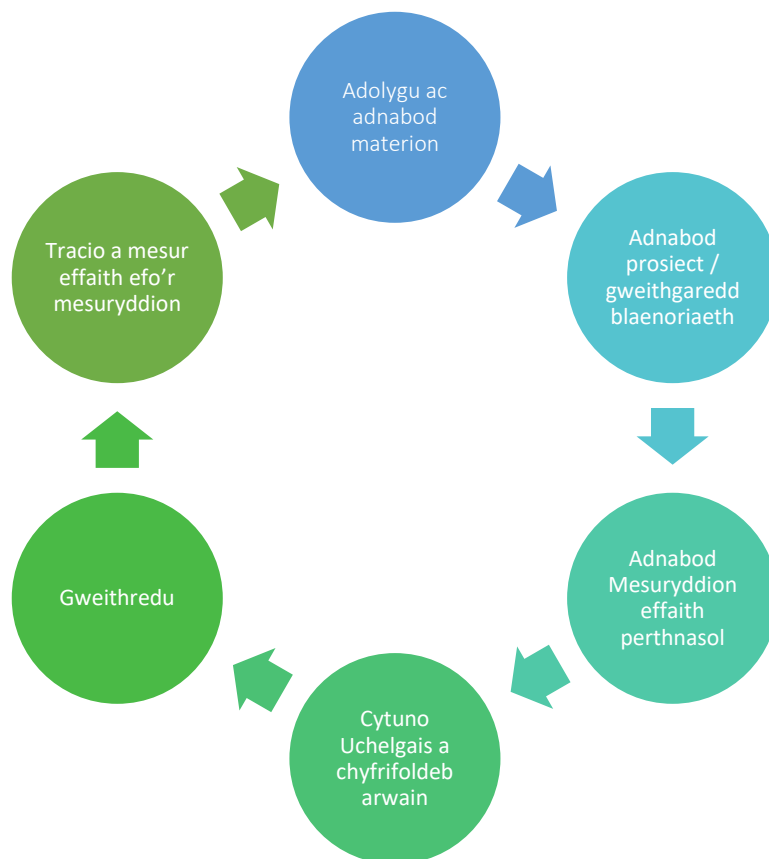 Adolygu ac
adnabod
materion
Adnabod
prosiect /
gweithgaredd
blaenoriaeth
Adnabod
Mesuryddion
effaith
perthnasol
Cytuno
Uchelgais a
chyfrifoldeb
arwain
Gweithredu
Tracio a mesur
effaith efo’r
mesuryddion